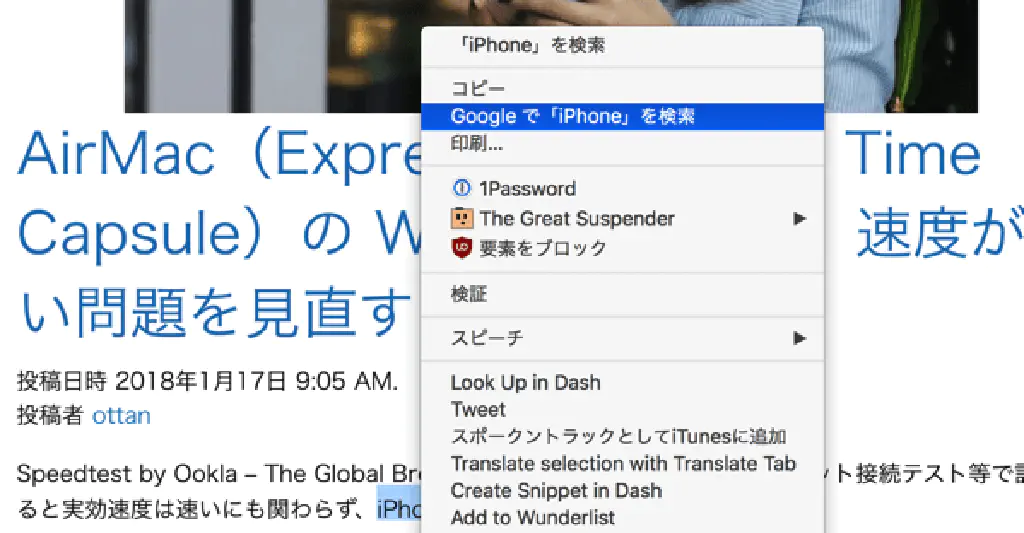 「iPhone」を検索
コピー
Google で「iPhone」を検索
印刷...
1Password
The Great Suspender
要素をブロック
検証
スピーチ
Look Up in Dash
Tweet
スポークントラックとしてiTunesに追加
Translate selection with Translate Tab
Create Snippet in Dash
Add to Wunderlist
AirMac（Expre Time
Capsule）の W 速度が
い問題を見直す
投稿日時 2018年1月17日 9:05 AM.
投稿者 ottan
Speedtest by Ookla – The Global Br ット接続テスト等で
ると実効速度は速いにも関わらず、iPho